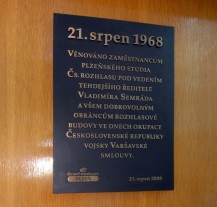 21. srpen 1968
Věnováno zaměstnancům
plzeňského studia
Čs. rozhlasu pod vedením
tehdejšího ředitele
Vladimíra Semráda
a všem dobrovolným
obráncům rozhlasové
budovy ve dnech okupace
Československé republiky
vojsky Varšavské
smlouvy.
21. srpen 2008